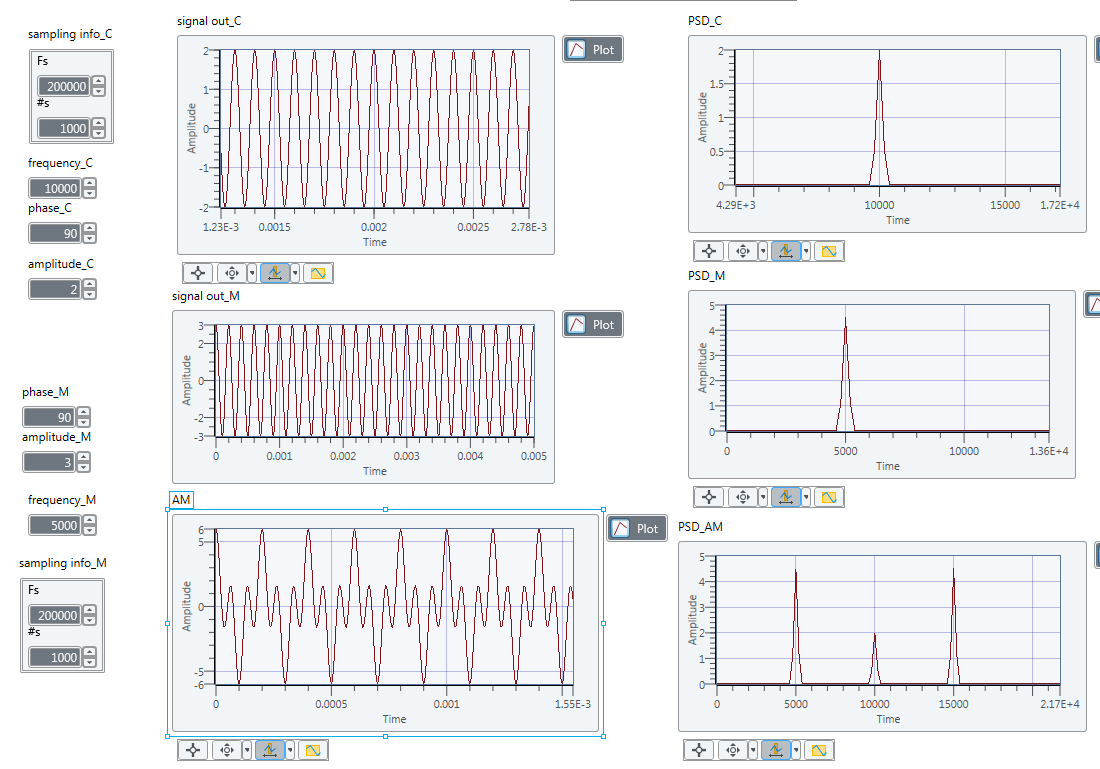 signal out_C
PSD_C
sampling info_C
Fs
200000
#s
1000
frequency_C
10000
phase_C
90
amplitude_C
2
Plot
Amplitude
2
1
0
-1
-2
1.23E-3 0.0015 0.002 0.0025 2.78E-3
Time
Amplitude
2
1.5
1
0.5
0
4.29E+3 10000 15000 1.72E+4
Time
signal out_M
PSD_M
Plot
Amplitude
3
2
0
-2
-3
0 0.001 0.002 0.003 0.004 0.005
Time
Amplitude
5
4
3
2
1
0
0 5000 10000 1.36E+4
Time
phase_M
90
amplitude_M
3
frequency_M
5000
sampling info_M
Fs
200000
#s
1000
AM
PSD_AM
Plot
Amplitude
6
5
0
-5
-6
0 0.0005 0.001 1.55E-3
Time
Amplitude
5
4
3
2
1
0
0 5000 10000 15000 2.17E+4
Time